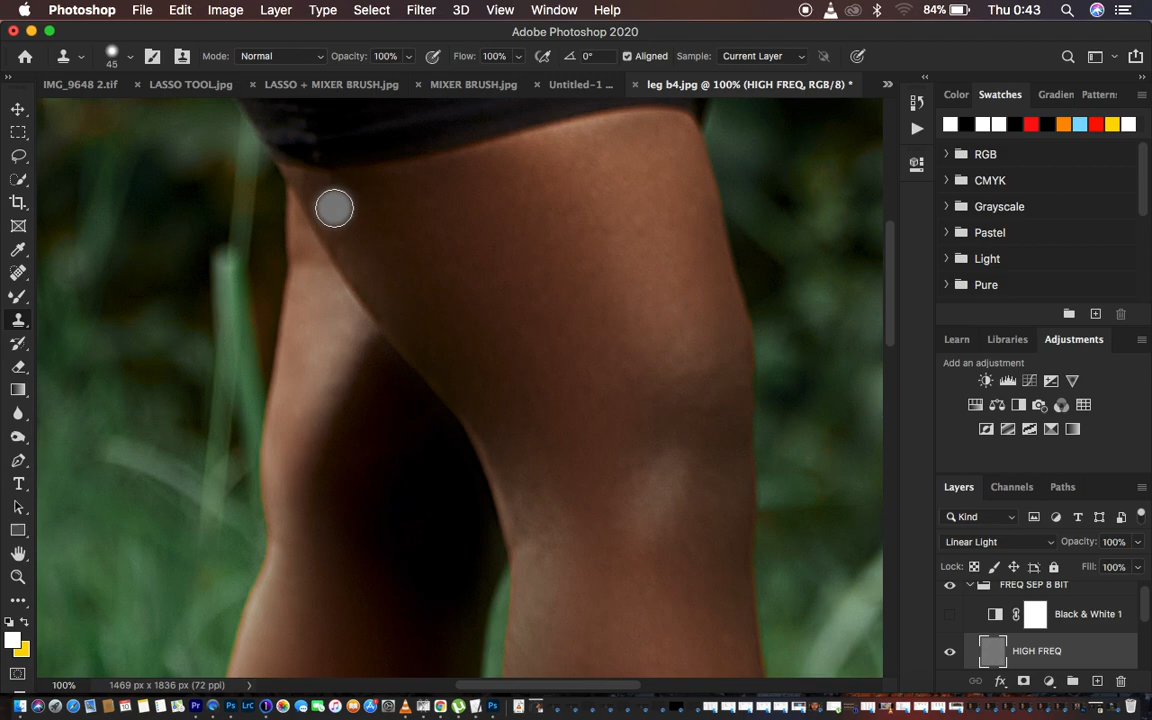 Photoshop File Edit Image Layer Type Select Filter 3D View Window Help 84% Thu 0:43
Adobe Photoshop 2020
45 Mode: Normal Opacity: 100% Flow: 100% 0° Aligned Sample: Current Layer
IMG_9648 2.tif × LASSO TOOL.jpg × LASSO + MIXER BRUSH.jpg × MIXER BRUSH.jpg × Untitled-1 ... × leg b4.jpg @ 100% (HIGH FREQ, RGB/8) *
Color Swatches Gradien Patterns
RGB
CMYK
Grayscale
Pastel
Light
Pure
Learn Libraries Adjustments
Add an adjustment
Layers Channels Paths
Kind
Linear Light Opacity: 100%
Lock: Fill: 100%
FREQ SEP 8 BIT
Black & White 1
HIGH FREQ
100% 1469 px x 1836 px (72 ppi)